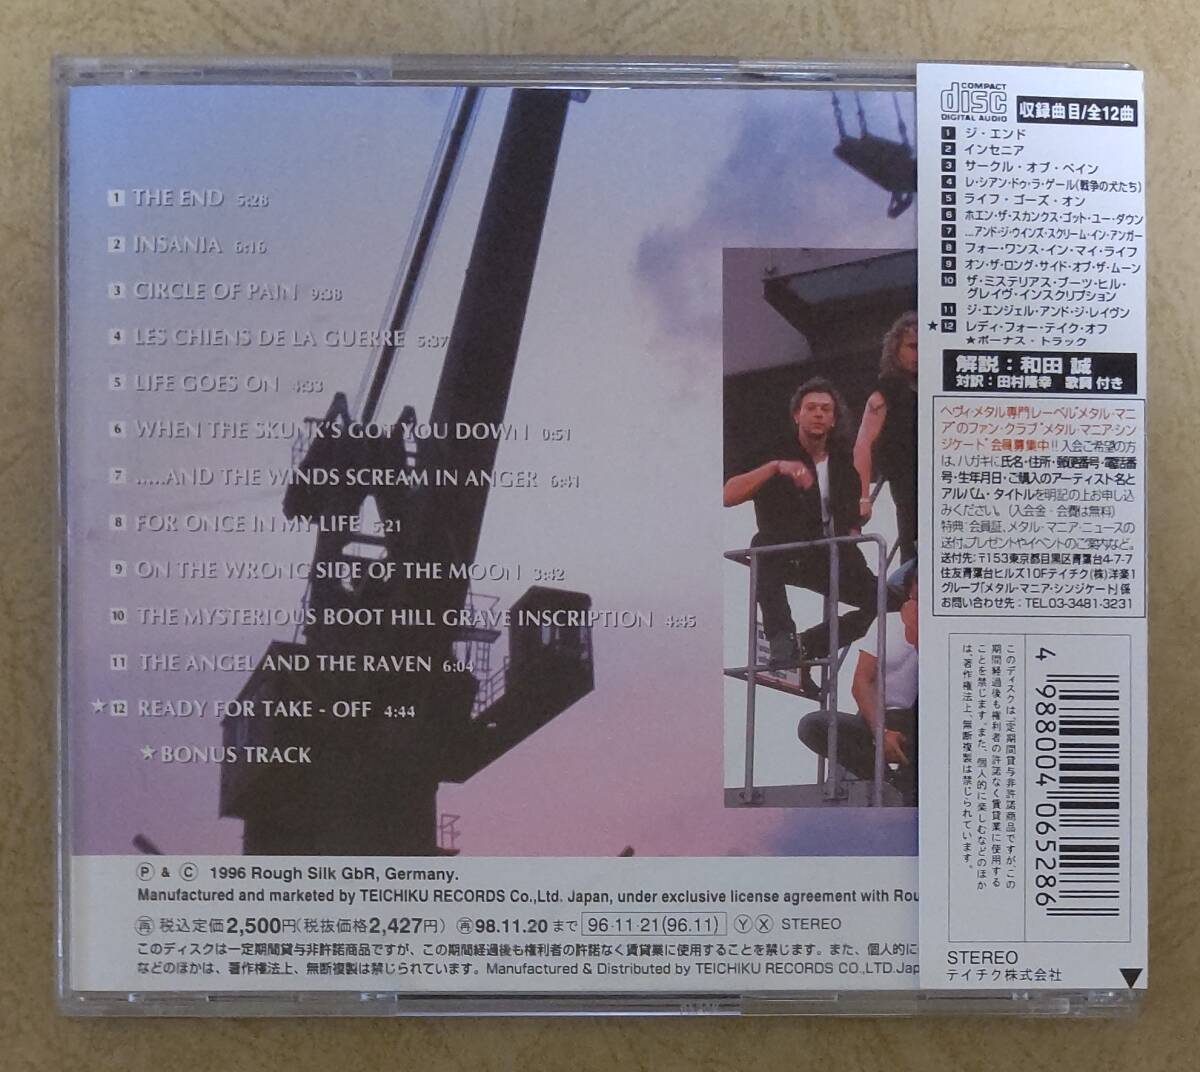 1 THE END 5:28
2 INSANIA 6:16
3 CIRCLE OF PAIN 9:38
4 LES CHIENS DE LA GUERRE 5:37
5 LIFE GOES ON 4:33
6 WHEN THE SKUNK'S GOT YOU DOWN 0:51
7 .....AND THE WINDS SCREAM IN ANGER 6:41
8 FOR ONCE IN MY LIFE 5:21
9 ON THE WRONG SIDE OF THE MOON 3:42
10 THE MYSTERIOUS BOOT HILL GRAVE INSCRIPTION 4:45
11 THE ANGEL AND THE RAVEN 6:04
★ 12 READY FOR TAKE - OFF 4:44
★ BONUS TRACK
Ⓟ & Ⓒ 1996 Rough Silk GbR, Germany.
Manufactured and marketed by TEICHIKU RECORDS Co.,Ltd. Japan, under exclusive license agreement with Rou
㊞ 税込定価2,500円(税抜価格2,427円) 再98.11.20まで 96·11·21(96.11) Ⓨ Ⓧ STEREO
このディスクは一定期間貸与非許諾商品ですが、この期間経過後も権利者の許諾なく賃貸業に使用することを禁じます。また、個人的に
などのほかは、著作権法上、無断複製は禁じられています。 Manufactured & Distributed by TEICHIKU RECORDS CO.,LTD.Jap
COMPACT
disc
DIGITAL AUDIO
収録曲目/全12曲
1 ジ・エンド
2 インセニア
3 サークル・オブ・ペイン
4 レ・シアン・ドゥ・ラ・ゲール(戦争の犬たち)
5 ライフ・ゴーズ・オン
6 ホエン・ザ・スカンクス・ゴット・ユー・ダウン
7 ...アンド・ジ・ウインズ・スクリーム・イン・アンガー
8 フォー・ワンス・イン・マイ・ライフ
9 オン・ザ・ロング・サイド・オブ・ザ・ムーン
10 ザ・ミステリアス・ブーツ・ヒル・
グレイヴ・インスクリプション
11 ジ・エンジェル・アンド・ジ・レイヴン
★ 12 レディ・フォー・テイク・オフ
★ボーナス・トラック
解説：和田 誠
対訳：田村隆幸 歌詞付き
ヘヴィ・メタル専門レーベル"メタル・マニ
ア"のファン・クラブ"メタル・マニア・シン
ジケート"会員募集中!! 入会ご希望の方
は、ハガキに氏名・住所・郵便番号・電話番
号・生年月日・ご購入のアーティスト名と
アルバム・タイトルを明記の上お申し込
みください。(入会金・会費は無料)
特典：会員証、メタル・マニア・ニュースの
送付。プレゼントやイベントのご案内など。
送付先：〒153東京都目黒区青葉台4-7-7
住友青葉台ヒルズ10Fテイチク(株)洋楽1
グループ「メタル・マニア・シンジケート」係
お問い合わせ先：TEL03-3481-3231
このディスクは一定期間貸与非許諾商品ですが、この
期間経過後も権利者の許諾なく賃貸業に使用する
ことを禁じます。また、個人的に楽しむなどのほか
は、著作権法上、無断複製は禁じられています。
4 988004 065286
STEREO
テイチク株式会社